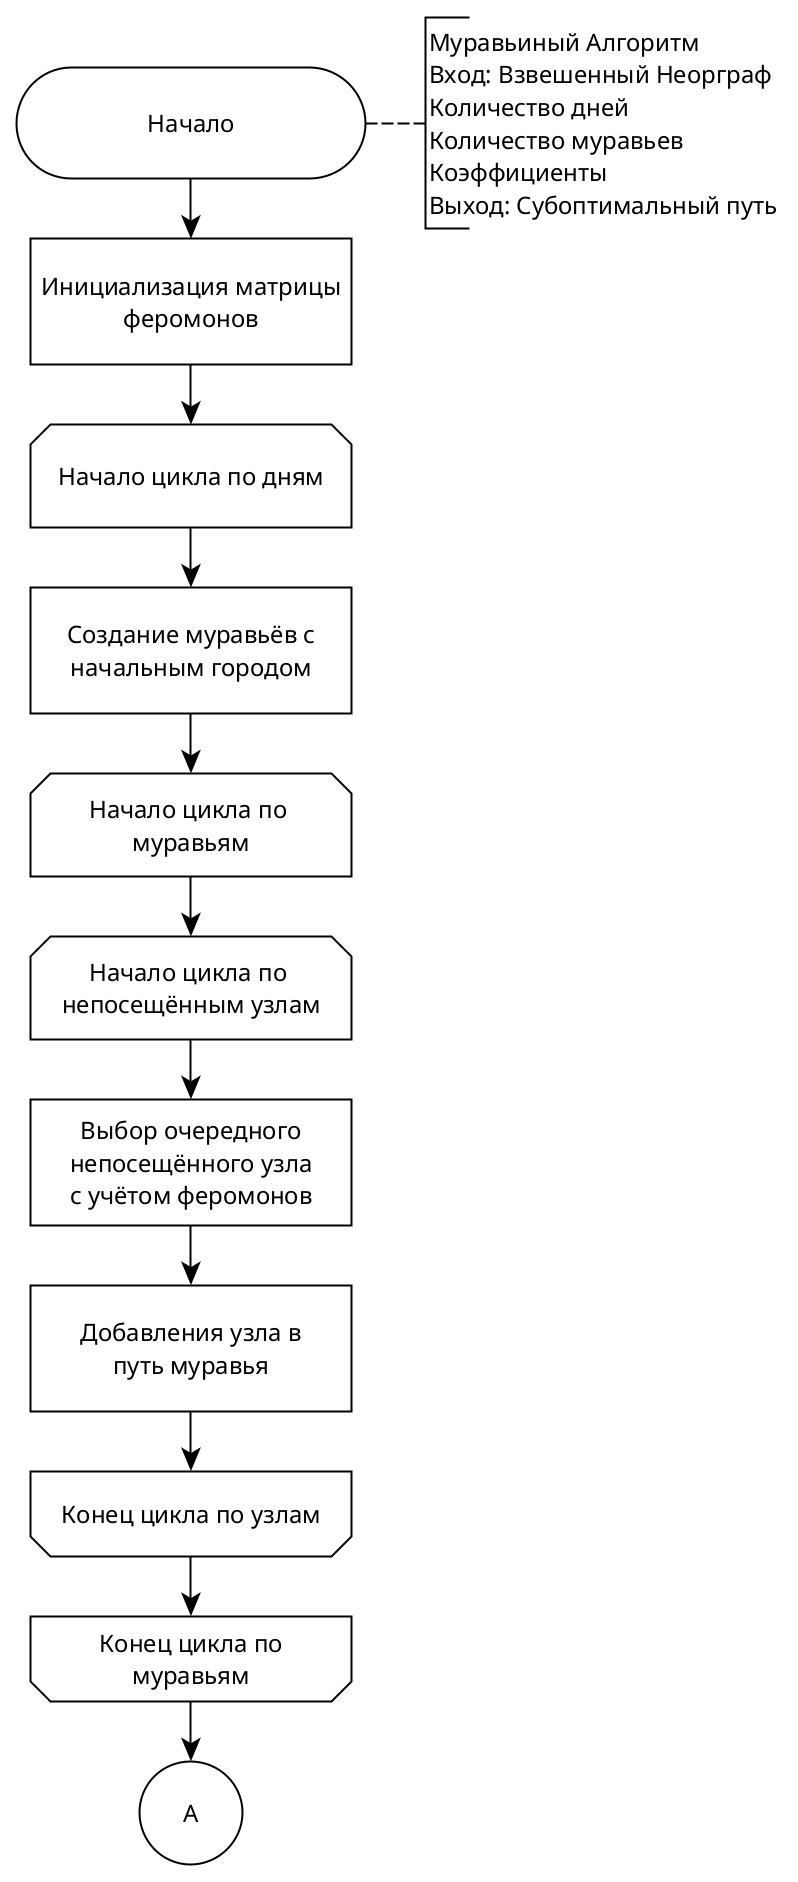 Муравьиный Алгоритм
Вход: Взвешенный Неорграф
Количество дней
Количество муравьев
Коэффициенты
Выход: Субоптимальный путь
Начало
Инициализация матрицы
феромонов
Начало цикла по дням
Создание муравьёв с
начальным городом
Начало цикла по
муравьям
Начало цикла по
непосещённым узлам
Выбор очередного
непосещённого узла
с учётом феромонов
Добавления узла в
путь муравья
Конец цикла по узлам
Конец цикла по
муравьям
А